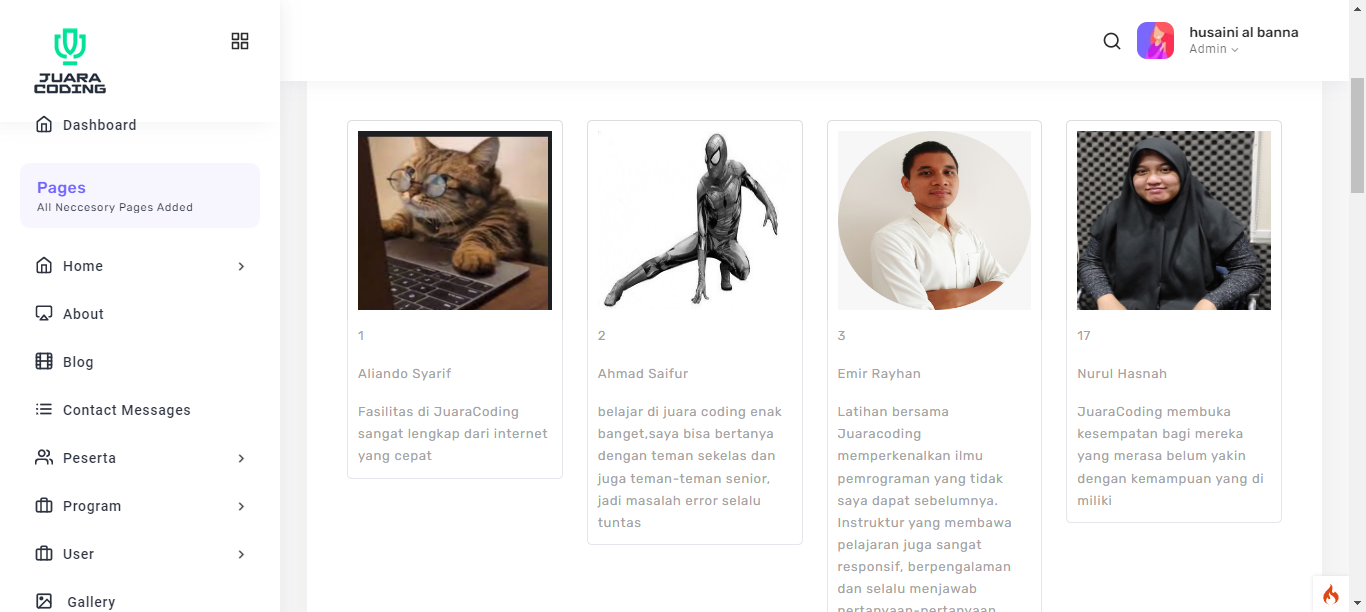 JUARA
CODING
husaini al banna
Admin
Dashboard
Pages
All Neccesory Pages Added
Home
About
Blog
Contact Messages
Peserta
Program
User
Gallery
1
Aliando Syarif
Fasilitas di JuaraCoding
sangat lengkap dari internet
yang cepat
2
Ahmad Saifur
belajar di juara coding enak
banget,saya bisa bertanya
dengan teman sekelas dan
juga teman-teman senior,
jadi masalah error selalu
tuntas
3
Emir Rayhan
Latihan bersama
Juaracoding
memperkenalkan ilmu
pemrograman yang tidak
saya dapat sebelumnya.
Instruktur yang membawa
pelajaran juga sangat
responsif, berpengalaman
dan selalu menjawab
pertanyaan-pertanyaan
17
Nurul Hasnah
JuaraCoding membuka
kesempatan bagi mereka
yang merasa belum yakin
dengan kemampuan yang di
miliki